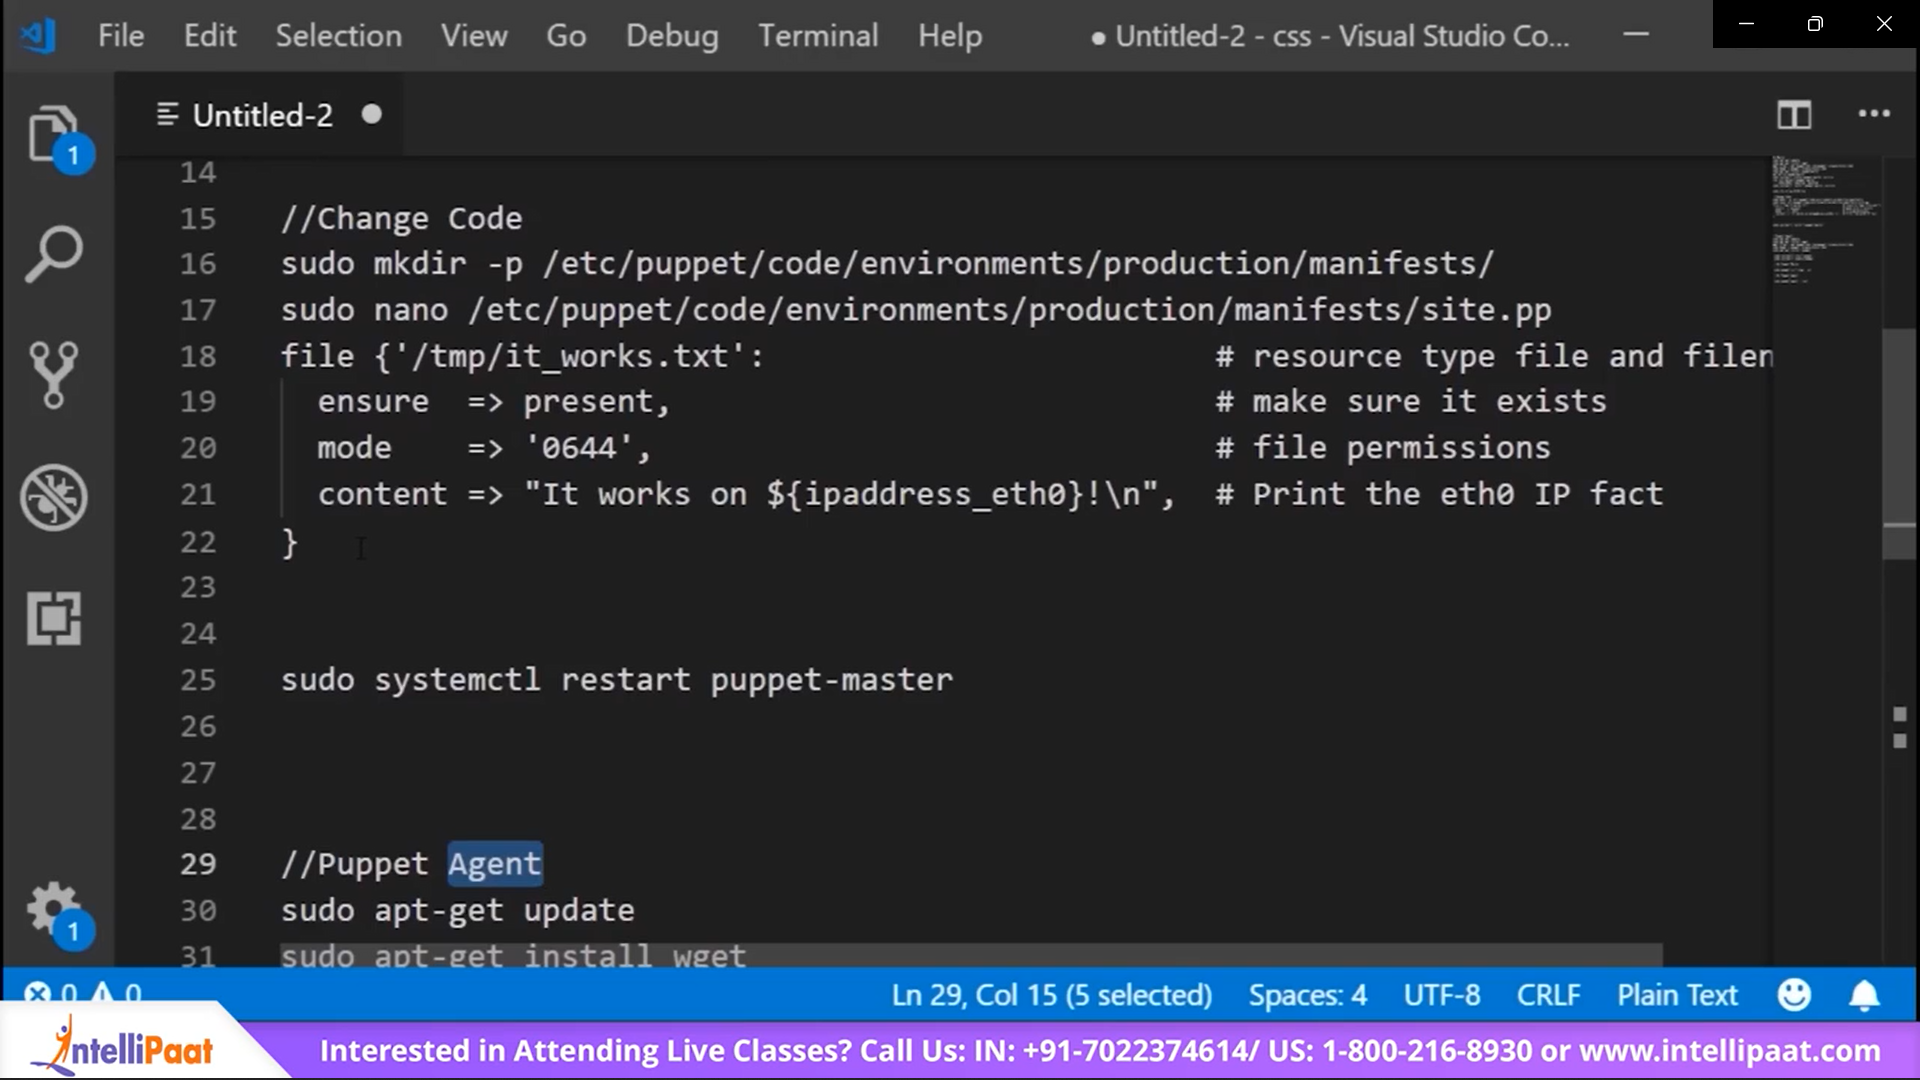 File Edit Selection View Go Debug Terminal Help ● Untitled-2 - css - Visual Studio Co...
Untitled-2 ●
1
14
15 //Change Code
16 sudo mkdir -p /etc/puppet/code/environments/production/manifests/
17 sudo nano /etc/puppet/code/environments/production/manifests/site.pp
18 file {'/tmp/it_works.txt': # resource type file and filen
19 ensure => present, # make sure it exists
20 mode => '0644', # file permissions
21 content => "It works on ${ipaddress_eth0}!\n", # Print the eth0 IP fact
22 }
23
24
25 sudo systemctl restart puppet-master
26
27
28
29 //Puppet Agent
30 sudo apt-get update
31 sudo apt-get install wget
1
0 0 Ln 29, Col 15 (5 selected) Spaces: 4 UTF-8 CRLF Plain Text
IntelliPaat Interested in Attending Live Classes? Call Us: IN: +91-7022374614/ US: 1-800-216-8930 or www.intellipaat.com